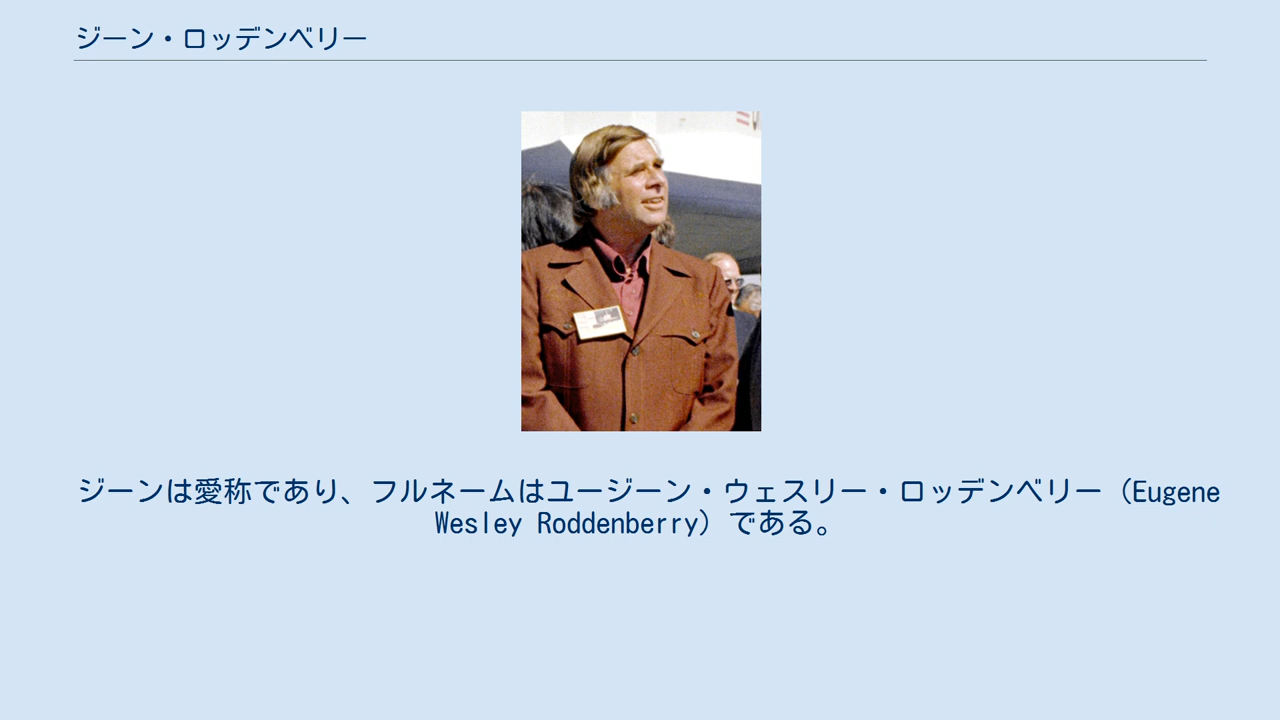 ジーン・ロッデンベリー
ジーンは愛称であり、フルネームはユージーン・ウェスリー・ロッデンベリー（Eugene
Wesley Roddenberry）である。